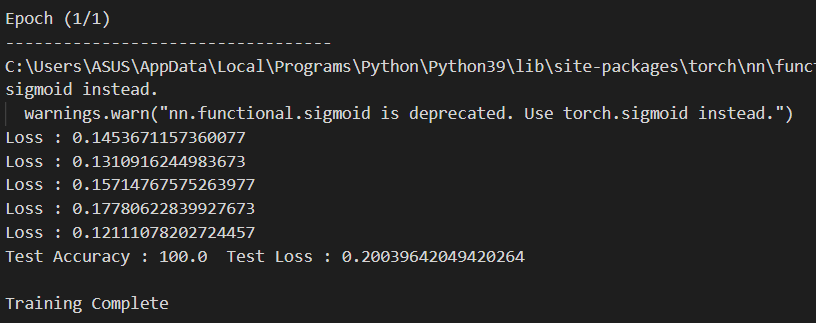 Epoch (1/1)
----------------------------------
C:\Users\ASUS\AppData\Local\Programs\Python\Python39\lib\site-packages\torch\nn\funct
sigmoid instead.
  warnings.warn("nn.functional.sigmoid is deprecated. Use torch.sigmoid instead.")
Loss : 0.1453671157360077
Loss : 0.1310916244983673
Loss : 0.15714767575263977
Loss : 0.17780622839927673
Loss : 0.12111078202724457
Test Accuracy : 100.0  Test Loss : 0.20039642049420264
Training Complete